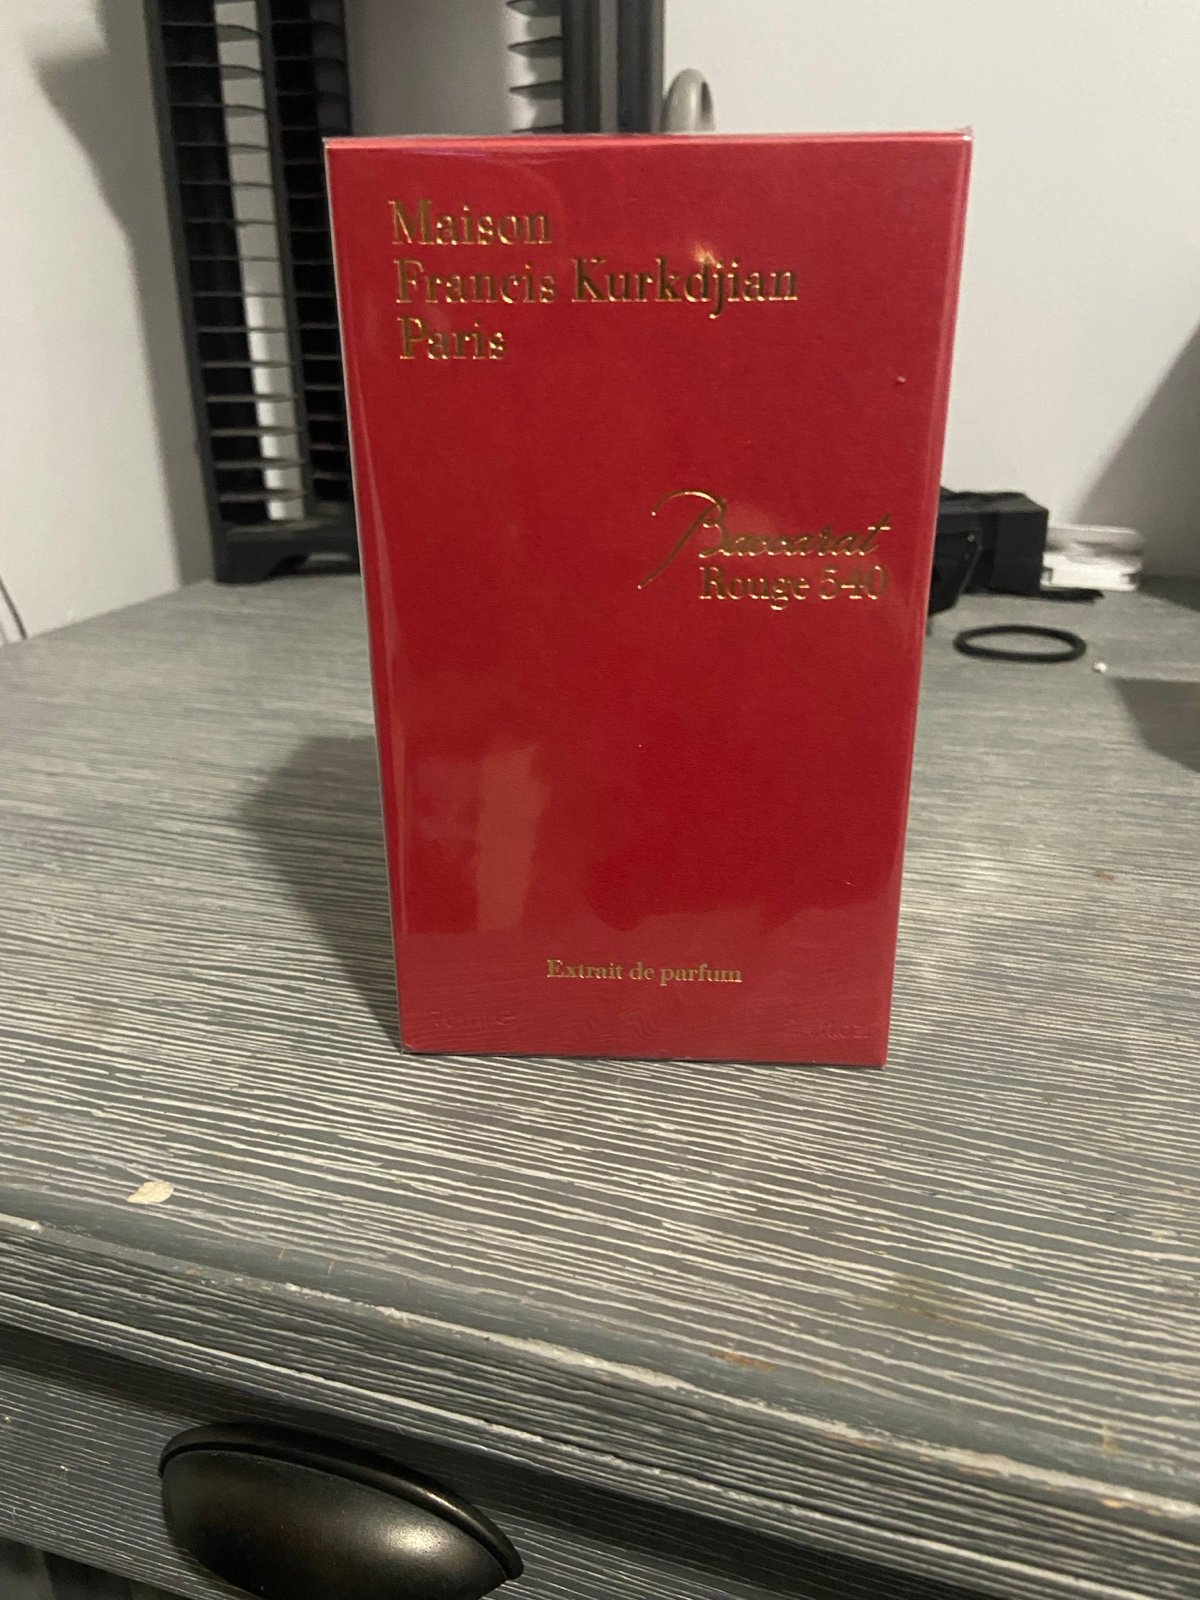 Maison
Francis Kurkdjian
Paris
Baccarat
Rouge 540
Extrait de parfum